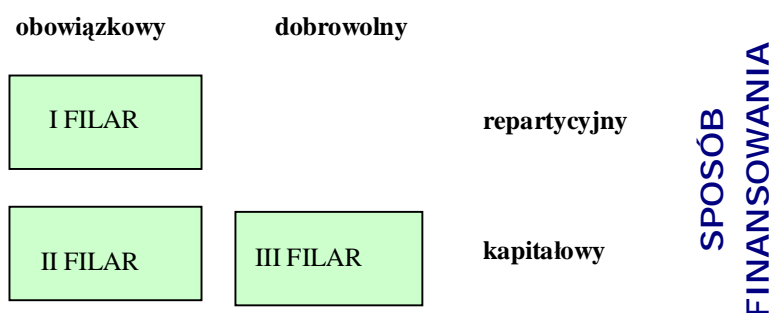 obowiązkowy dobrowolny
I FILAR
repartycyjny
II FILAR
III FILAR
kapitałowy
SPOSÓB
FINANSOWANIA